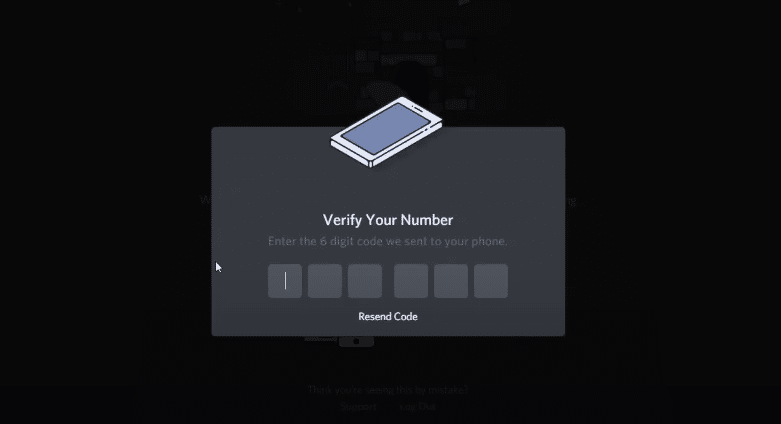 Verify Your Number
Enter the 6 digit code we sent to your phone.
Resend Code
Think you're seeing this by mistake?
Support Log Out